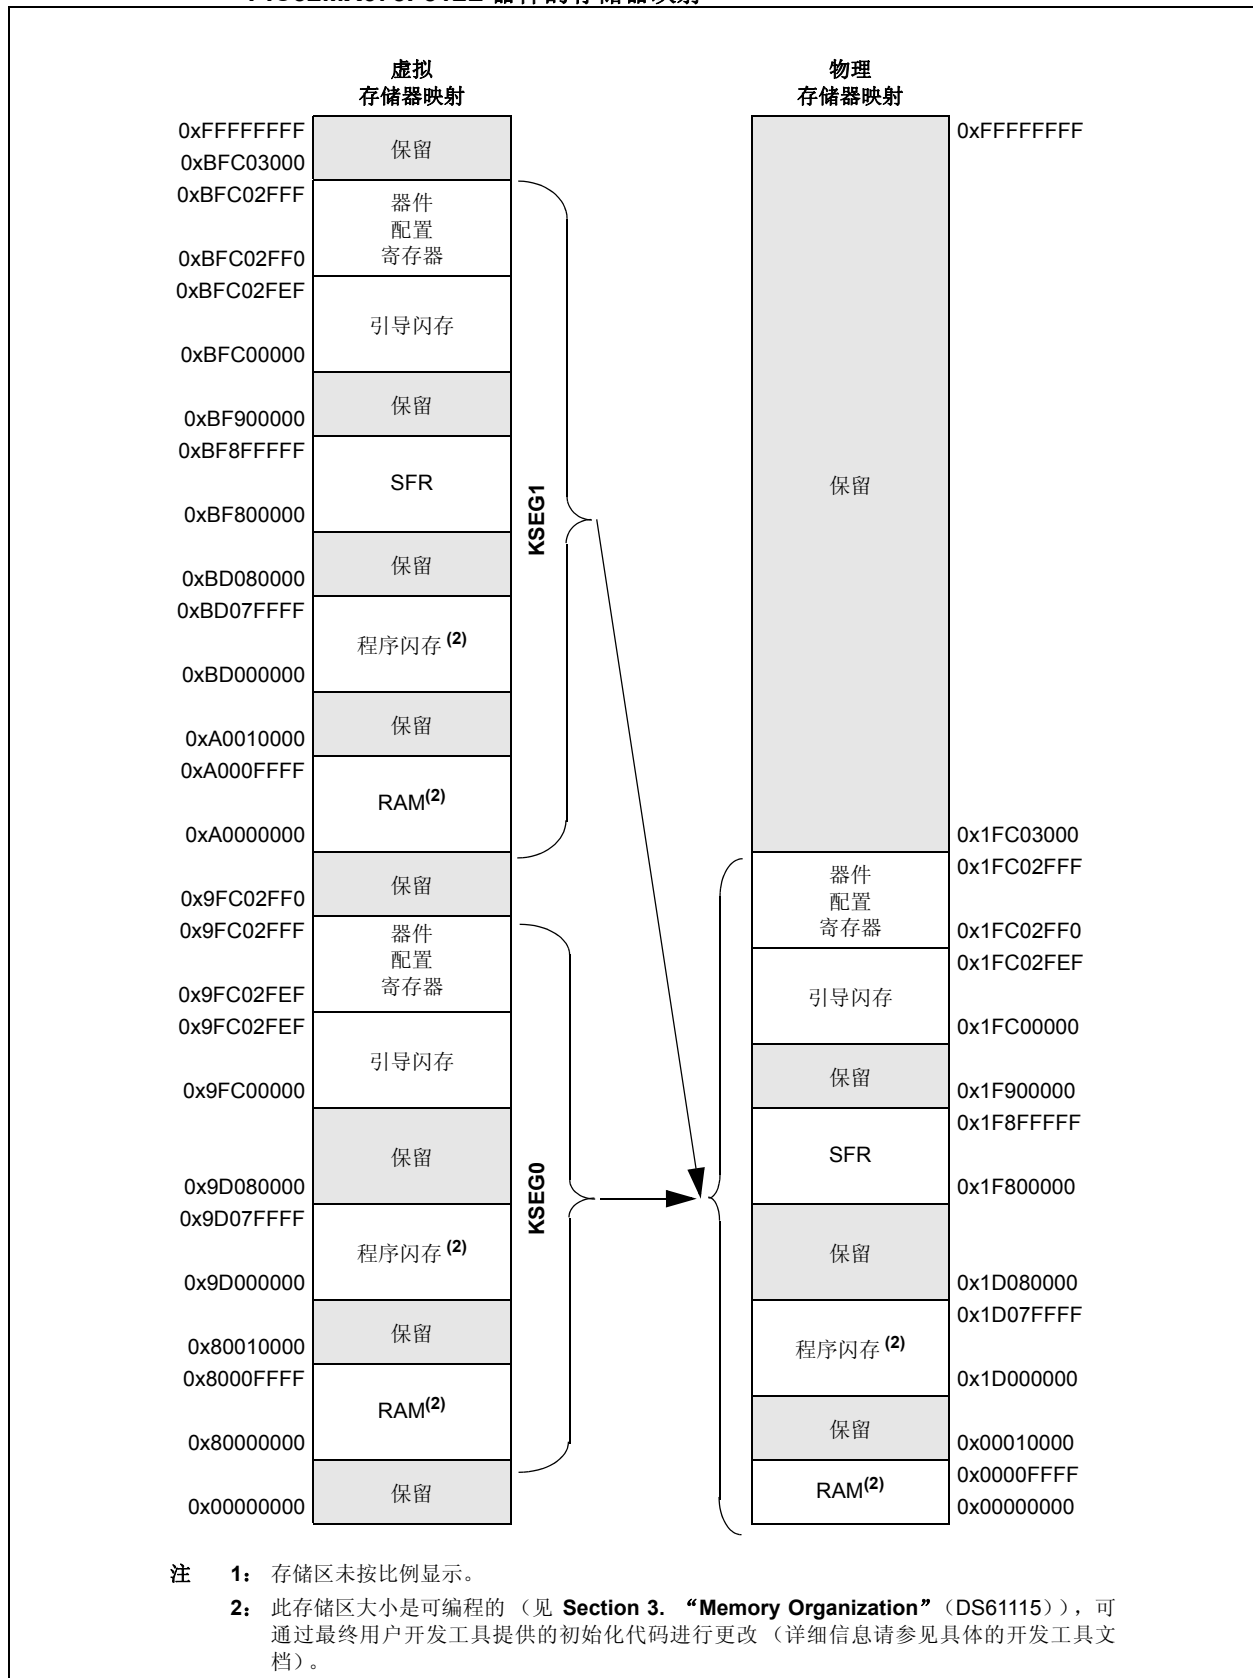 虚拟
存储器映射
0xFFFFFFFF
0xBFC03000
0xBFC02FFF
0xBFC02FF0
0xBFC02FEF
0xBFC00000
0xBF900000
0xBF8FFFFF
0xBF800000
0xBD080000
0xBD07FFFF
0xBD000000
0xA0010000
0xA000FFFF
0xA0000000
0x9FC02FF0
0x9FC02FFF
0x9FC02FEF
0x9FC02FEF
0x9FC00000
0x9D080000
0x9D07FFFF
0x9D000000
0x80010000
0x8000FFFF
0x80000000
0x00000000
保留
器件
配置
寄存器
引导闪存
保留
SFR
保留
程序闪存 (2)
保留
RAM(2)
保留
器件
配置
寄存器
引导闪存
保留
程序闪存 (2)
保留
RAM(2)
保留
KSEG1
KSEG0
物理
存储器映射
保留
器件
配置
寄存器
引导闪存
保留
SFR
保留
程序闪存 (2)
保留
RAM(2)
0xFFFFFFFF
0x1FC03000
0x1FC02FFF
0x1FC02FF0
0x1FC02FEF
0x1FC00000
0x1F900000
0x1F8FFFFF
0x1F800000
0x1D080000
0x1D07FFFF
0x1D000000
0x00010000
0x0000FFFF
0x00000000
注 1： 存储区未按比例显示。
2： 此存储区大小是可编程的 （见 Section 3. “Memory Organization”（DS61115）），可
通过最终用户开发工具提供的初始化代码进行更改 （详细信息请参见具体的开发工具文
档）。